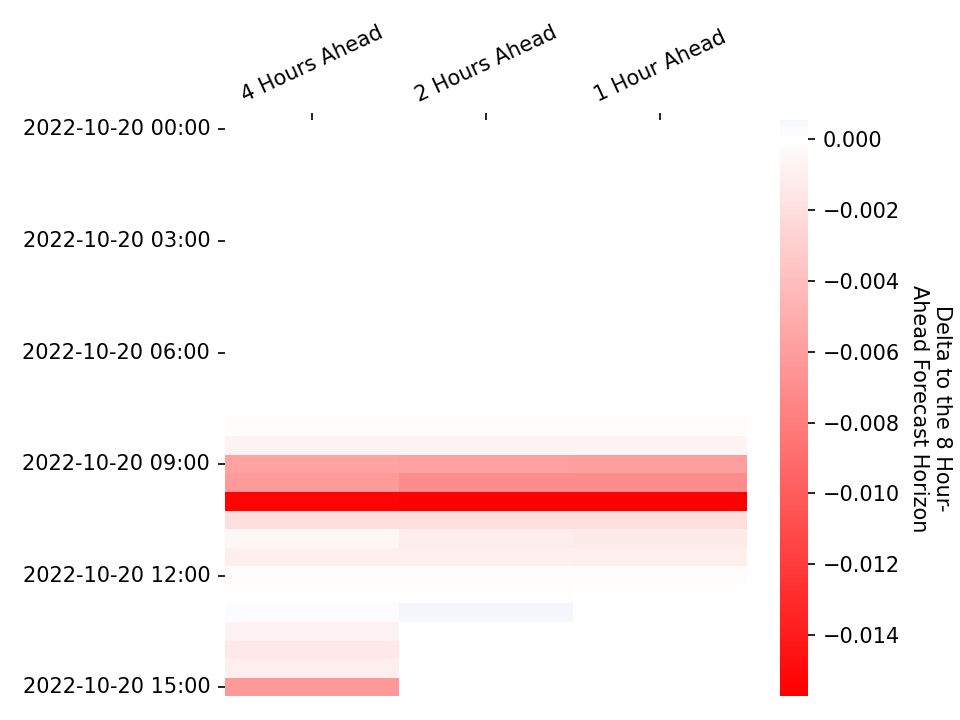 4 Hours Ahead
2 Hours Ahead
1 Hour Ahead
2022-10-20 00:00
2022-10-20 03:00
2022-10-20 06:00
2022-10-20 09:00
2022-10-20 12:00
2022-10-20 15:00
0.000
−0.002
−0.004
−0.006
−0.008
−0.010
−0.012
−0.014
Delta to the 8 Hour-
Ahead Forecast Horizon